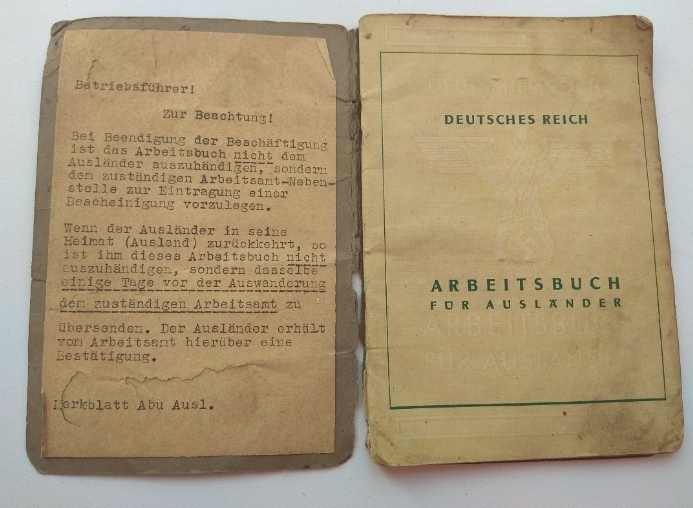 Betriebsführer!
Zur Beachtung!
Bei Beendigung der Beschäftigung
ist das Arbeitsbuch nicht dem
Ausländer auszuhändigen, sondern
dem zuständigen Arbeitsamt-Neben-
stelle zur Eintragung einer
Bescheinigung vorzulegen.
Wenn der Ausländer in seine
Heimat (Ausland) zurückkehrt, so
ist ihm dieses Arbeitsbuch nicht
auszuhändigen, sondern dasselbe
einige Tage vor der Auswanderung
dem zuständigen Arbeitsamt zu
übersenden. Der Ausländer erhält
vom Arbeitsamt hierüber eine
Bestätigung.
Merkblatt Abu Ausl.
DEUTSCHES REICH
ARBEITSBUCH
FÜR AUSLÄNDER
ARBEITSBUCH
FÜR AUSLÄNDER